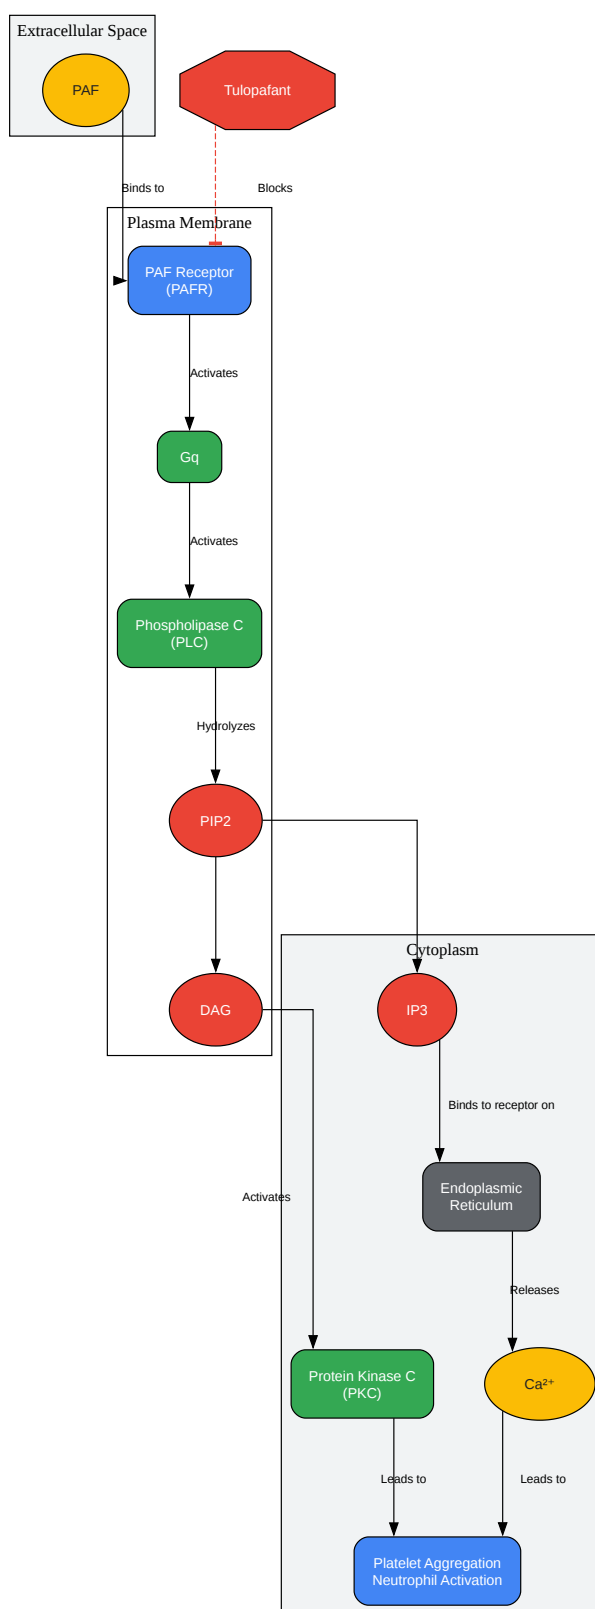 Extracellular Space
PAF
Tulopafant
Binds to
Blocks
Plasma Membrane
PAF Receptor
(PAFR)
Activates
Gq
Activates
Phospholipase C
(PLC)
Hydrolyzes
PIP2
Cytoplasm
DAG
IP3
Binds to receptor on
Endoplasmic
Reticulum
Activates
Releases
Protein Kinase C
(PKC)
Ca²⁺
Leads to
Leads to
Platelet Aggregation
Neutrophil Activation